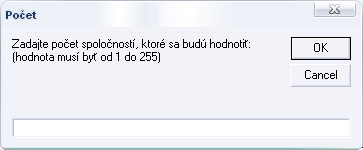 Počet
Zadajte počet spoločností, ktoré sa budú hodnotiť:
(hodnota musí byť od 1 do 255)
OK
Cancel